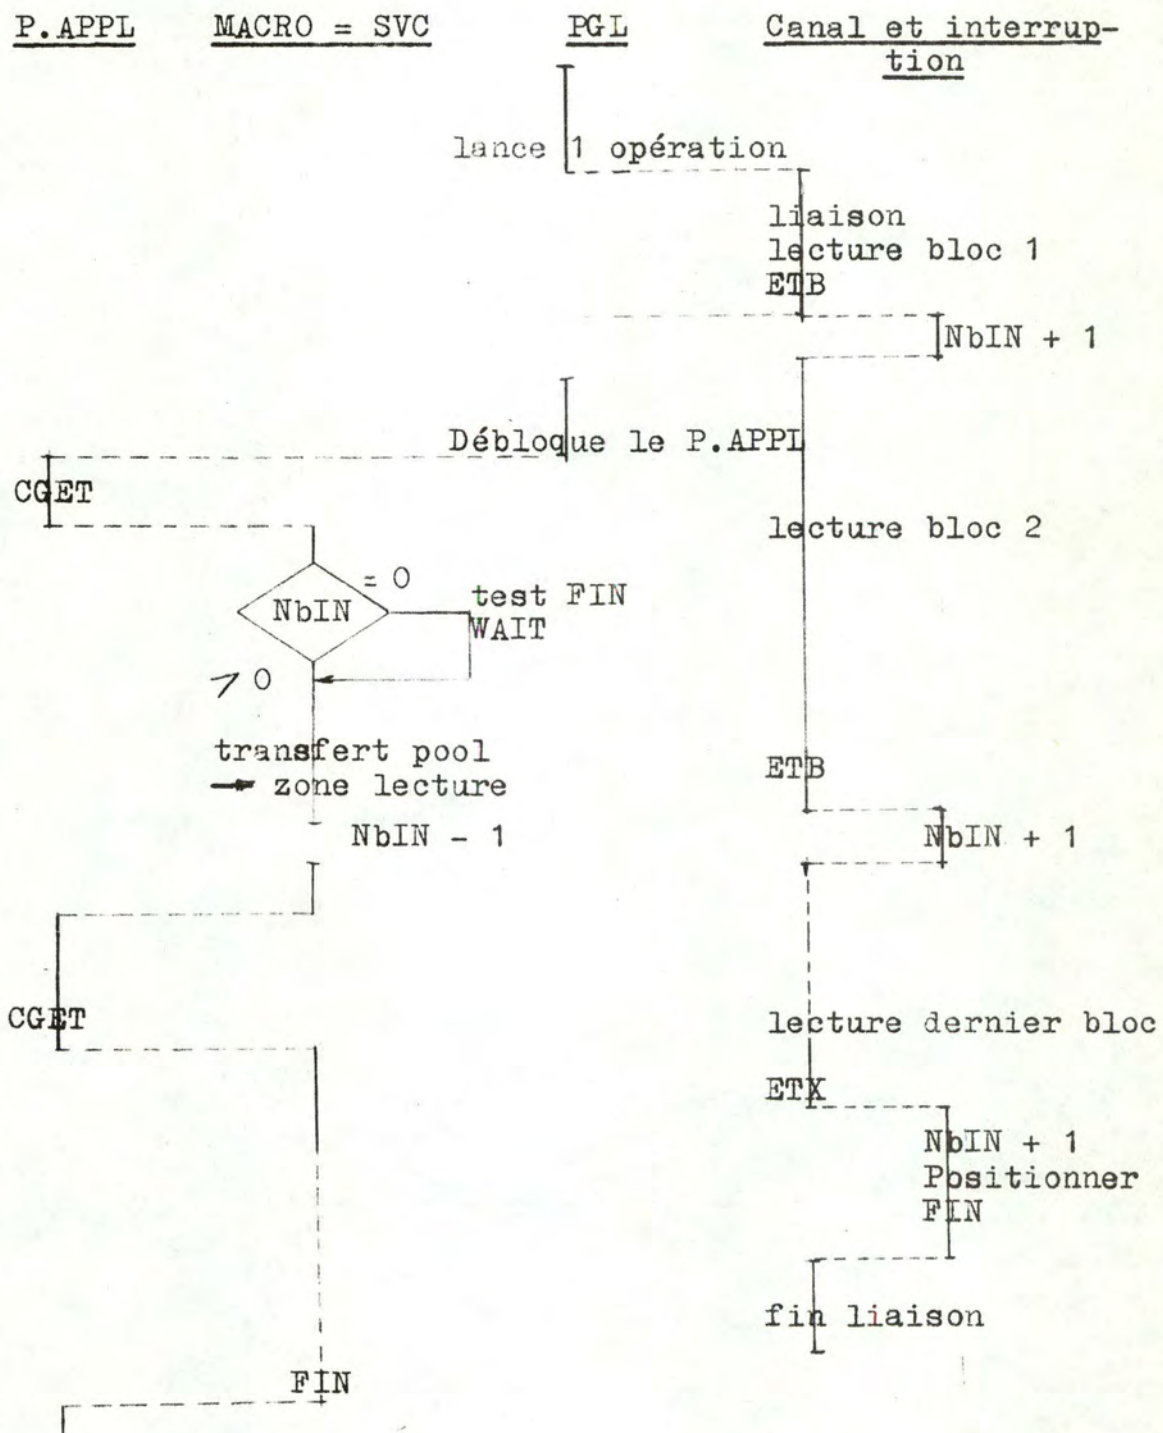 P.APPL MACRO = SVC PGL Canal et interrup-
tion
lance 1 opération
liaison
lecture bloc 1
ETB
NbIN + 1
Débloque le P.APPL
CGET
lecture bloc 2
= 0
NbIN
test FIN
WAIT
> 0
transfert pool
→ zone lecture
ETB
NbIN - 1
NbIN + 1
CGET
lecture dernier bloc
ETX
NbIN + 1
Positionner
FIN
fin liaison
FIN